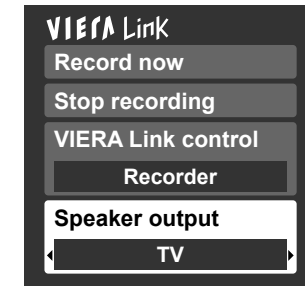 VIERA Link
Record now
Stop recording
VIERA Link control
Recorder
Speaker output
TV